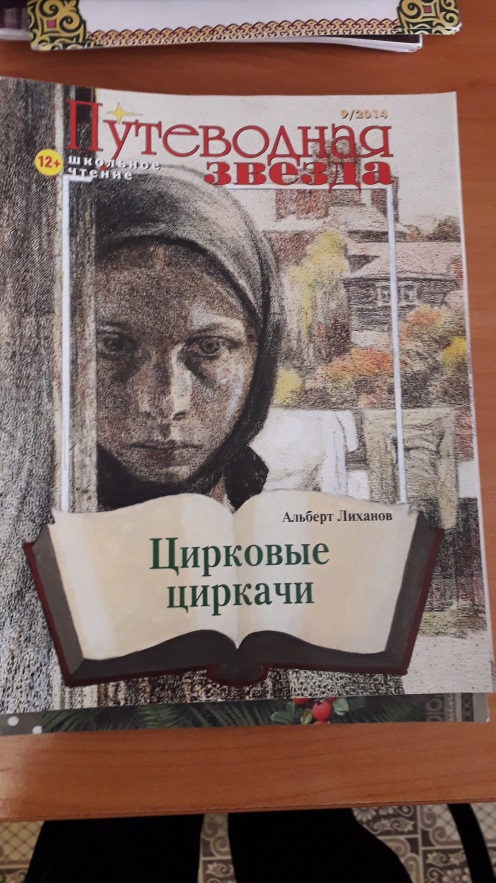 9/2014
Путеводная
звезда
12+
школьное
чтение
Альберт Лиханов
Цирковые
циркачи